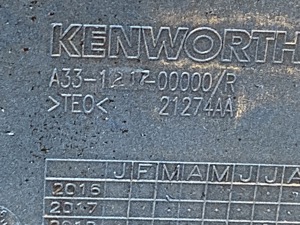 KENWORTH
A33-1217-00000/R
>TEO< 212744A
J F M A M J J A
2016
2017